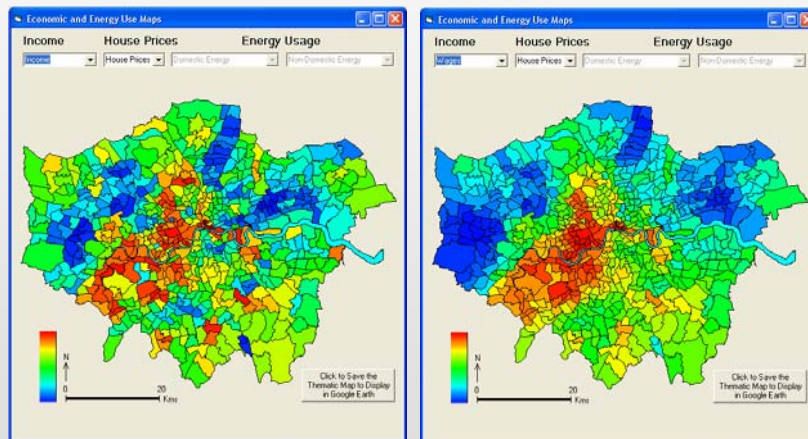 Economic and Energy Use Maps
Income House Prices Energy Usage
Income House Prices Domestic Energy Non-Domestic Energy
N
0 20
Kms
Click to Save the
Thematic Map to Display
in Google Earth
Economic and Energy Use Maps
Income House Prices Energy Usage
Wages House Prices Domestic Energy Non-Domestic Energy
N
0 20
Kms
Click to Save the
Thematic Map to Display
in Google Earth